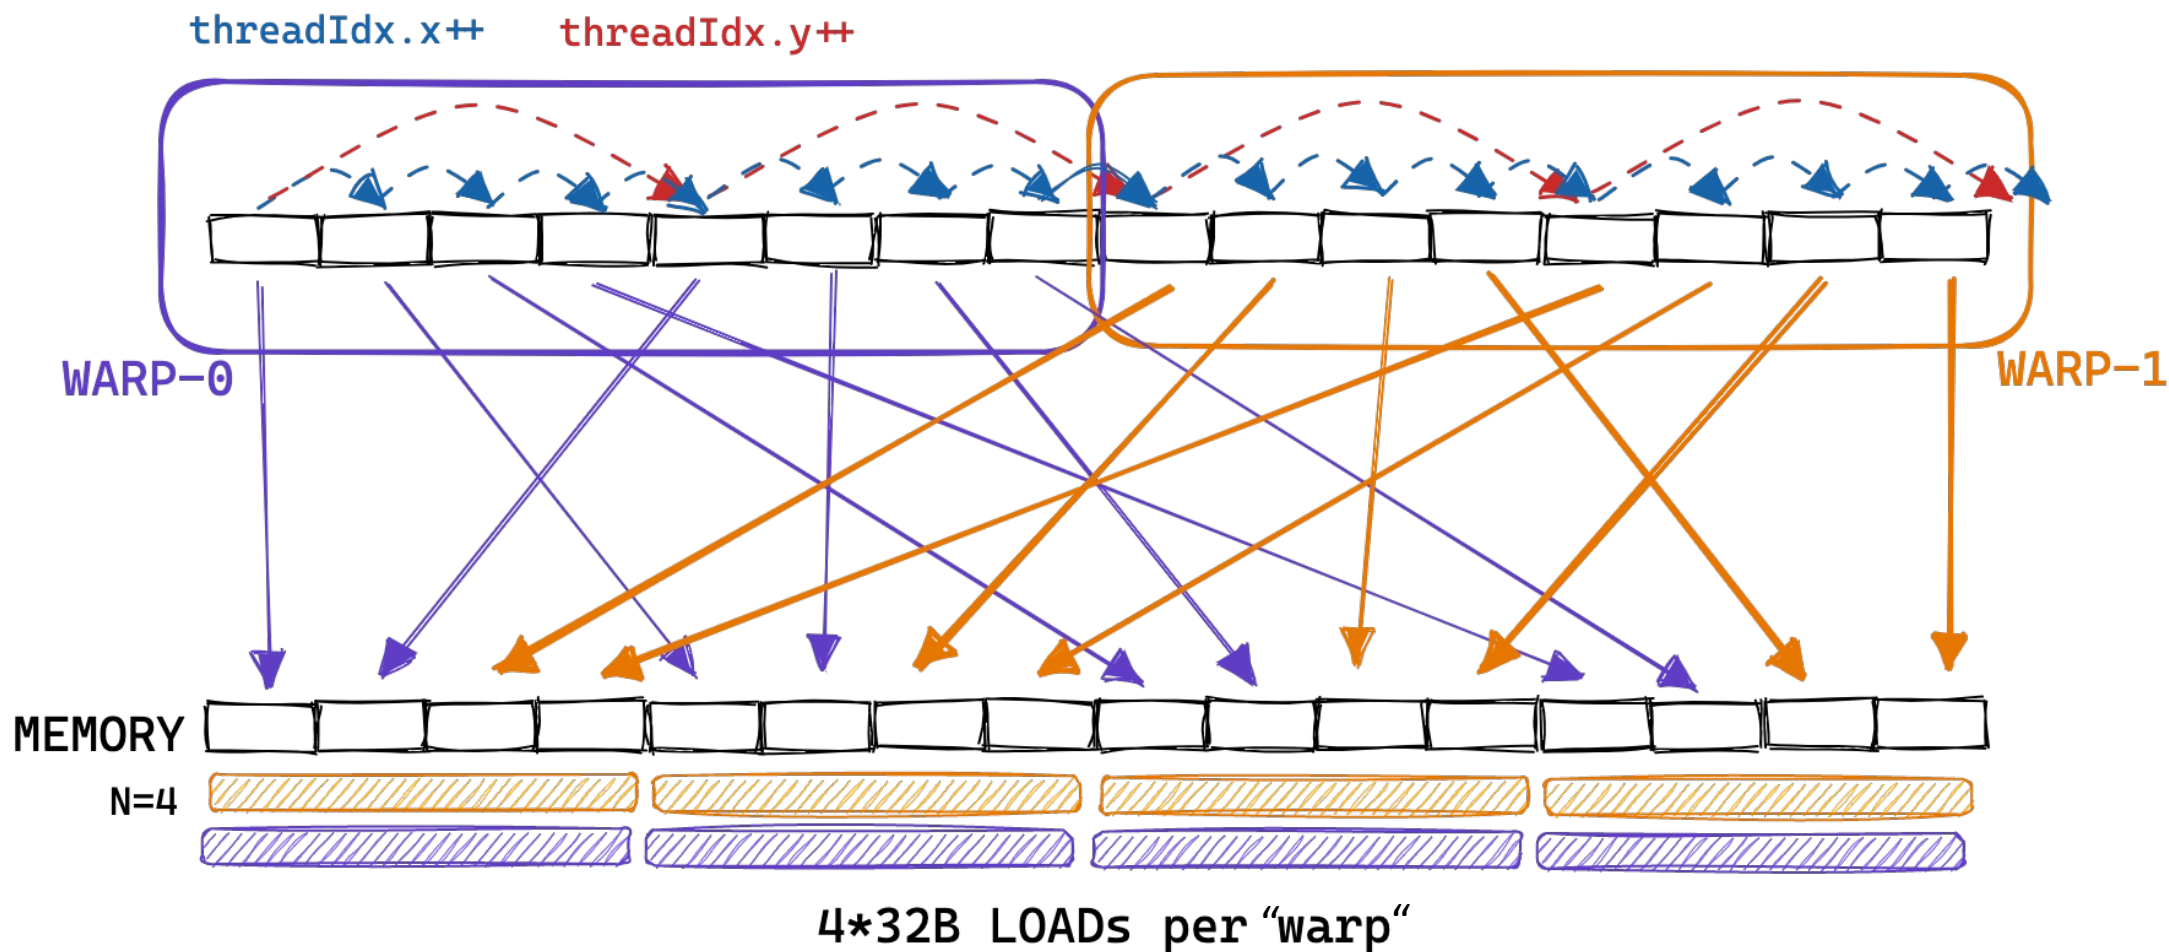 threadIdx.x++ threadIdx.y++
WARP-0
WARP-1
MEMORY
N=4
4*32B LOADs per “warp“